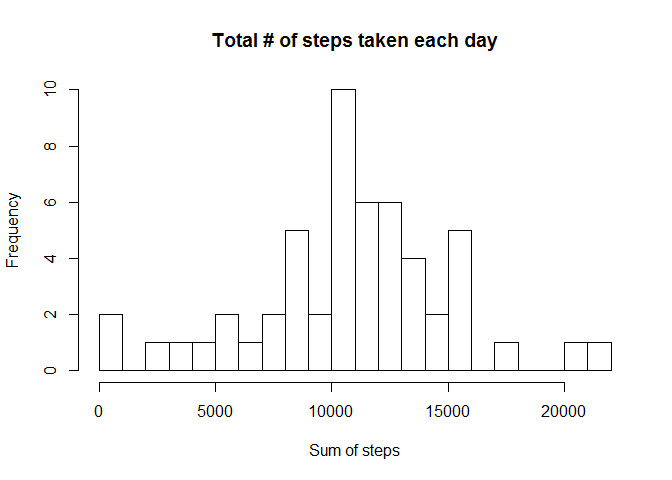 Total # of steps taken each day
Frequency
10
8
6
4
2
0
0 5000 10000 15000 20000
Sum of steps